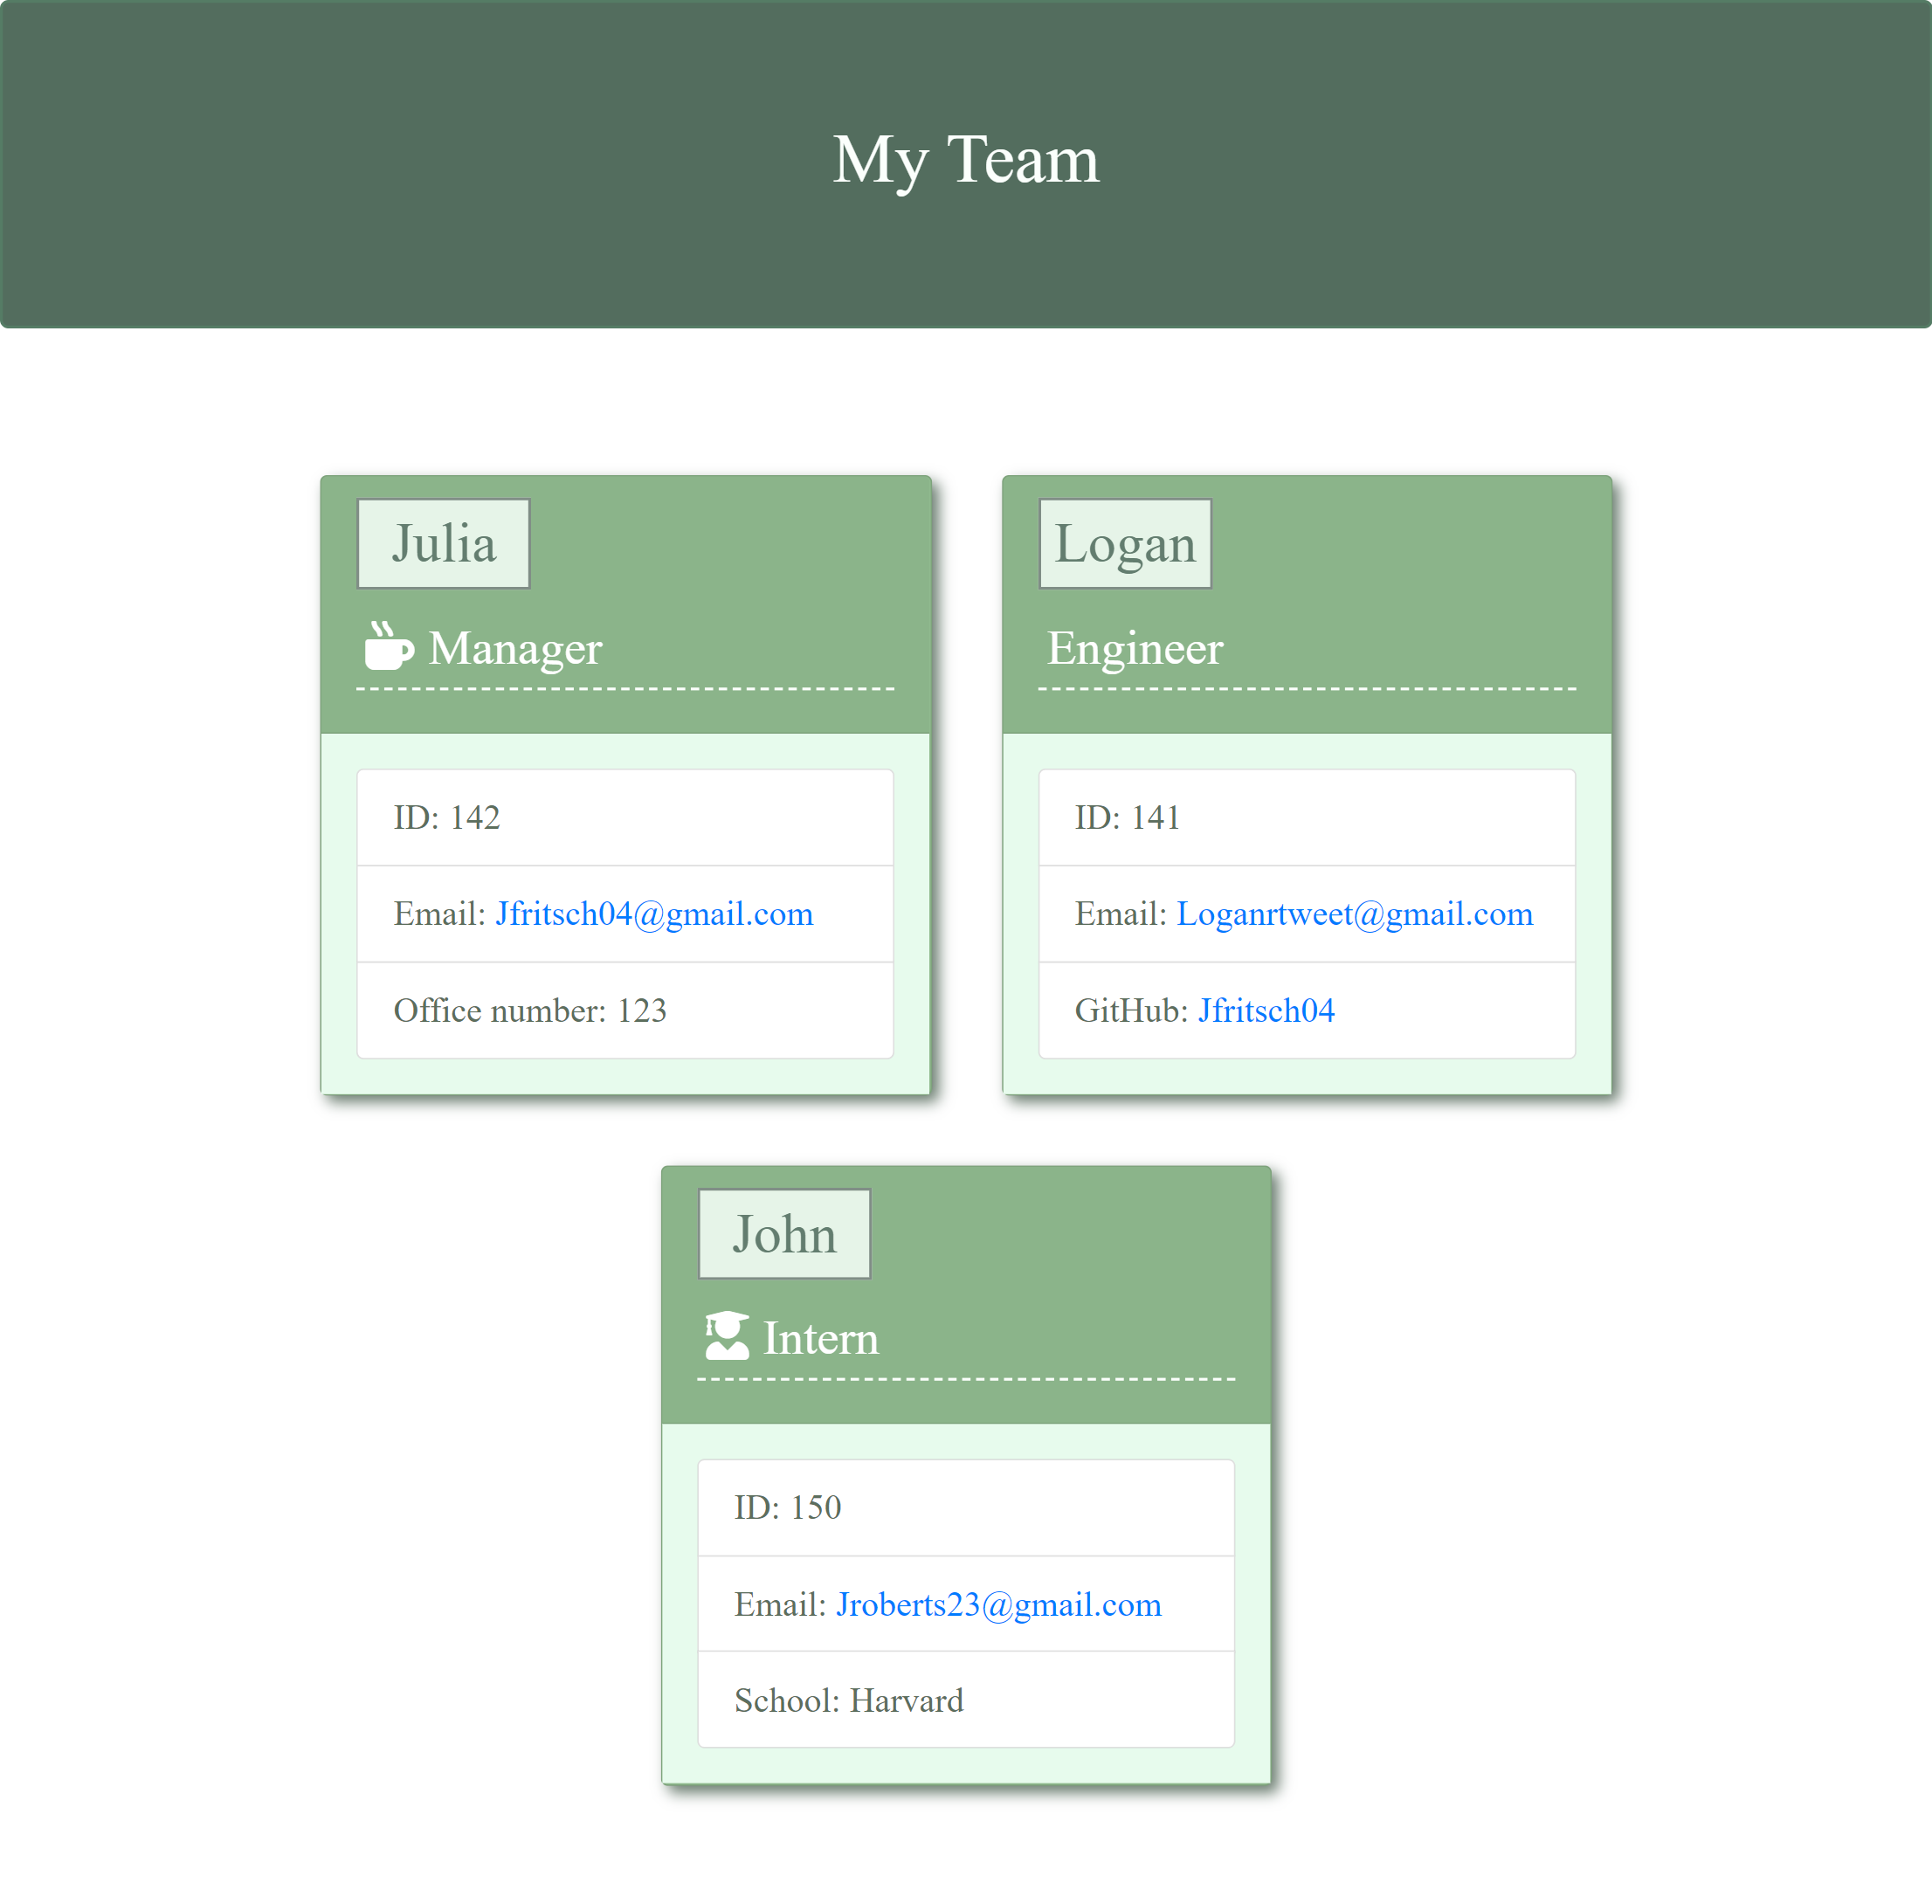 My Team
Julia
Manager
ID: 142
Email: Jfritsch04@gmail.com
Office number: 123
Logan
Engineer
ID: 141
Email: Loganrtweet@gmail.com
GitHub: Jfritsch04
John
Intern
ID: 150
Email: Jroberts23@gmail.com
School: Harvard